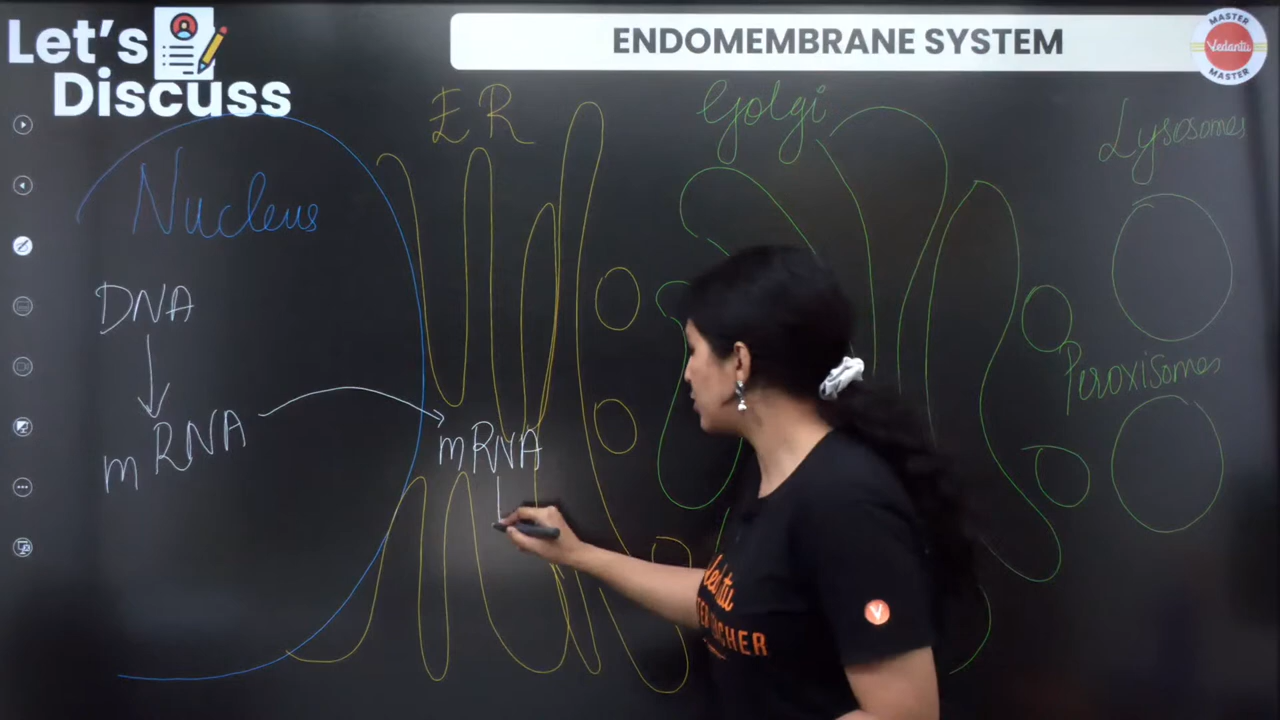 Let's
Discuss
ENDOMEMBRANE SYSTEM
MASTER
Vedantu
MASTER
ER
Golgi
Lysosomes
Nucleus
DNA
mRNA
mRNA
Peroxisomes
V